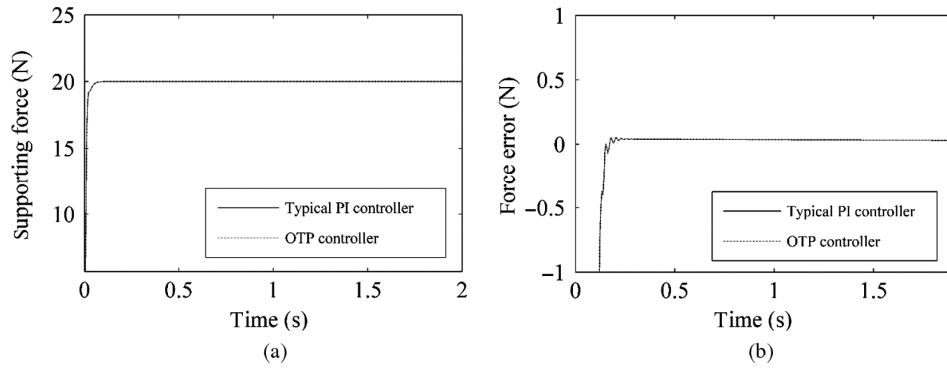 25
20
15
10
Supporting force (N)
Typical PI controller
OTP controller
0
0.5
1
1.5
2
Time (s)
(a)
1
0.5
0
−0.5
−1
Force error (N)
Typical PI controller
OTP controller
0
0.5
1
1.5
Time (s)
(b)